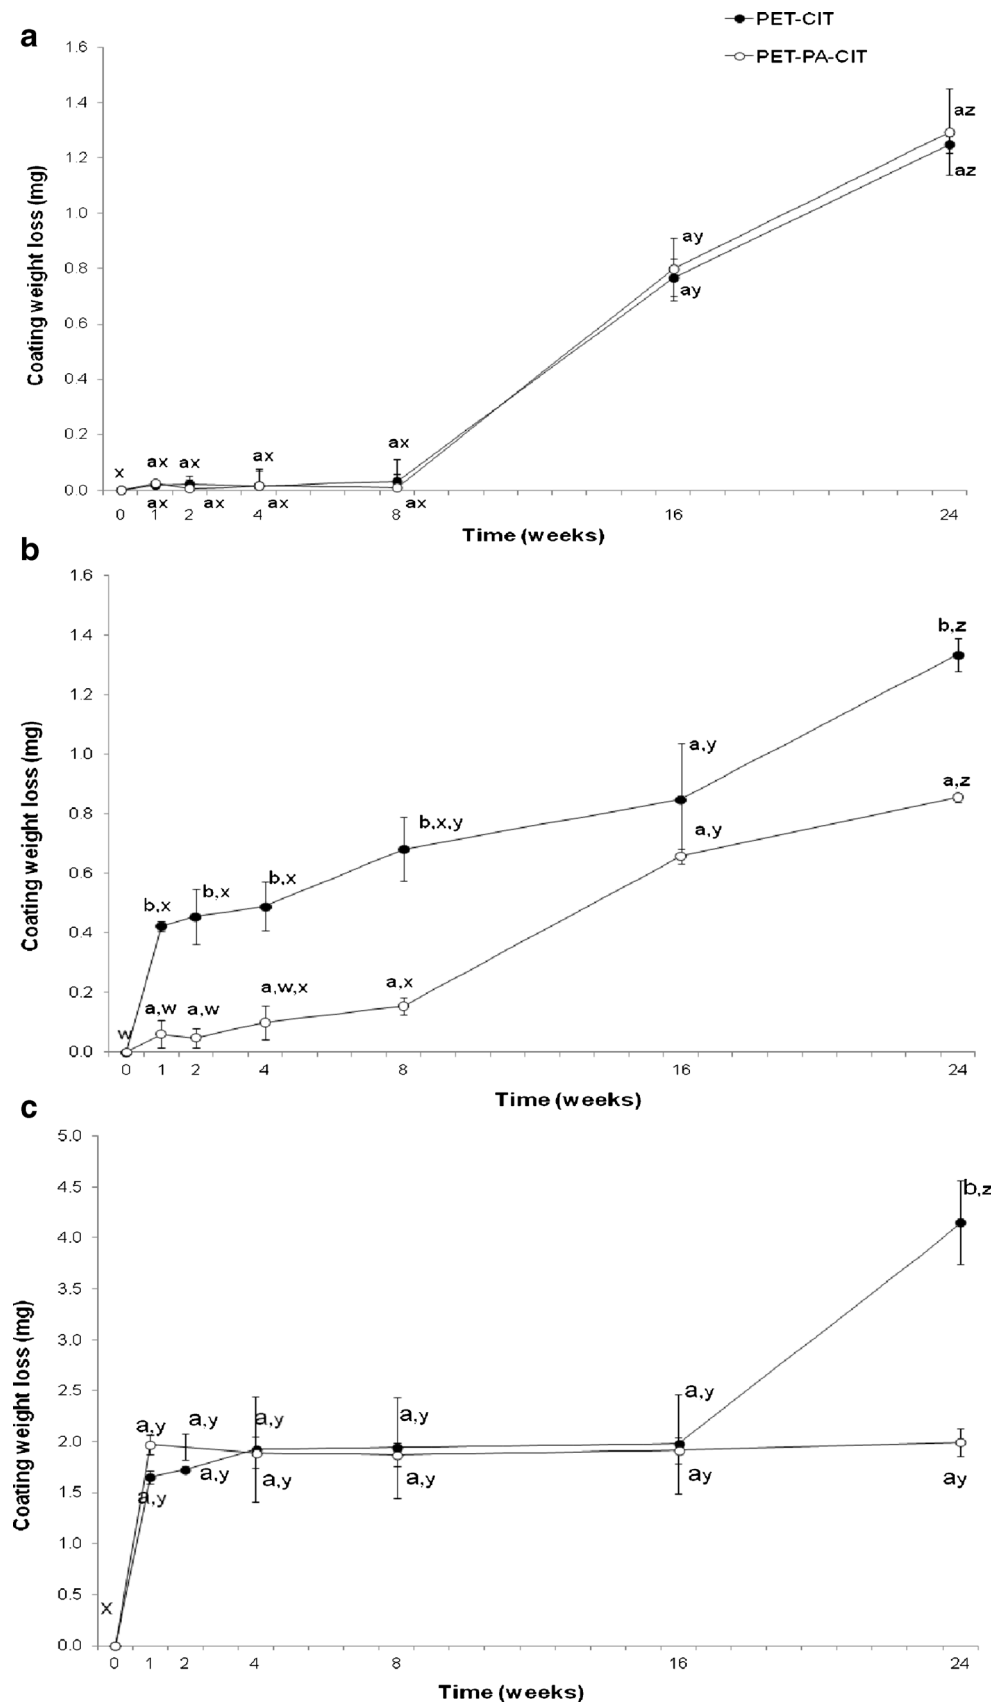 PET-CIT
PET-PA-CIT
a
1.6
1.4
1.2
1.0
0.8
0.6
0.4
0.2
0.0
Coating weight loss (mg)
x
ax
ax
ax
ax
ay
az
ax
ax
ax
ax
ay
az
0 1 2 4 8 16 24
Time (weeks)
b
1.6
1.4
1.2
1.0
0.8
0.6
0.4
0.2
0.0
Coating weight loss (mg)
w
b,x
b,x
b,x
b,x,y
a,y
b,z
a,w
a,w
a,w,x
a,x
a,y
a,z
0 1 2 4 8 16 24
Time (weeks)
c
5.0
4.5
4.0
3.5
3.0
2.5
2.0
1.5
1.0
0.5
0.0
Coating weight loss (mg)
x
a,y
a,y
a,y
a,y
a,y
b,z
a,y
a,y
a,y
a,y
ay
ay
0 1 2 4 8 16 24
Time (weeks)